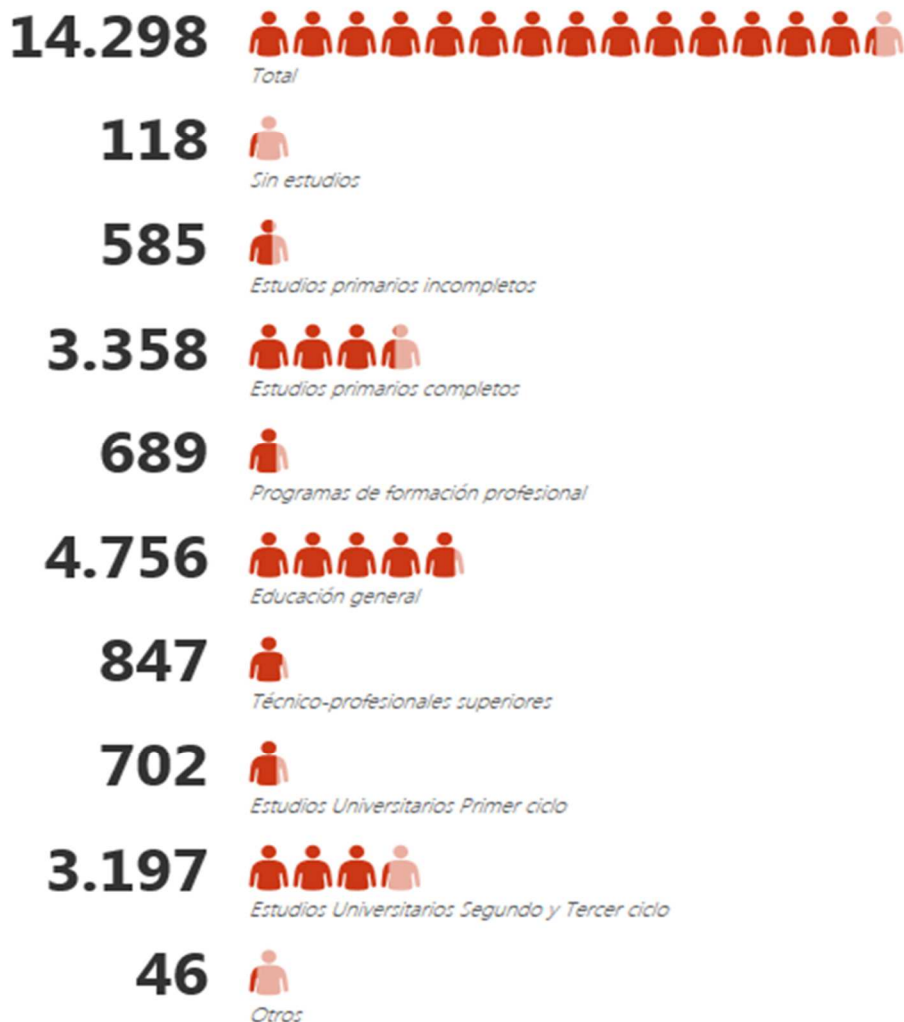 14.298
Total
118
Sin estudios
585
Estudios primarios incompletos
3.358
Estudios primarios completos
689
Programas de formación profesional
4.756
Educación general
847
Técnico-profesionales superiores
702
Estudios Universitarios Primer ciclo
3.197
Estudios Universitarios Segundo y Tercer ciclo
46
Otros